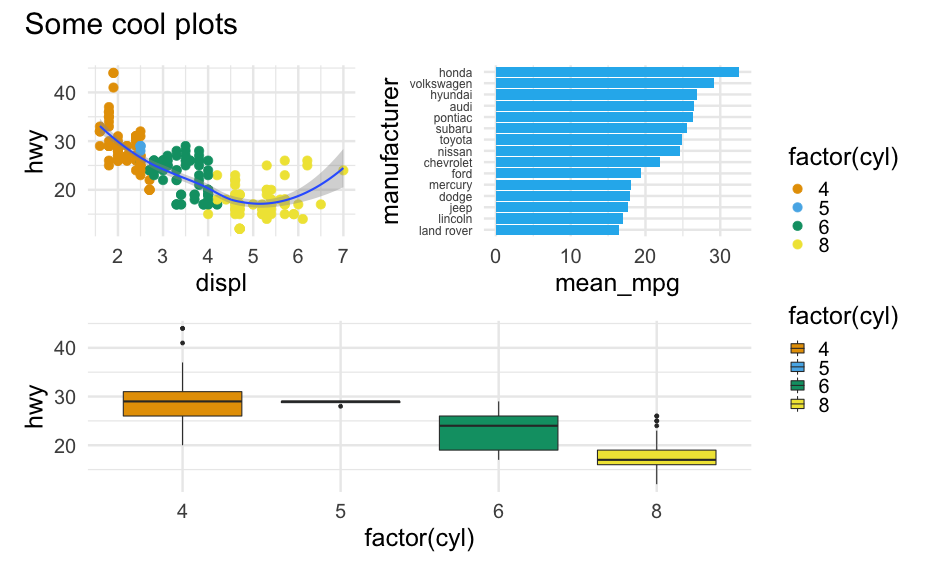 Some cool plots
hwy
40
30
20
2 3 4 5 6 7
displ
manufacturer
honda
volkswagen
hyundai
audi
pontiac
subaru
toyota
nissan
chevrolet
ford
mercury
dodge
jeep
lincoln
land rover
0 10 20 30
mean_mpg
factor(cyl)
4
5
6
8
hwy
40
30
20
4 5 6 8
factor(cyl)
factor(cyl)
4
5
6
8